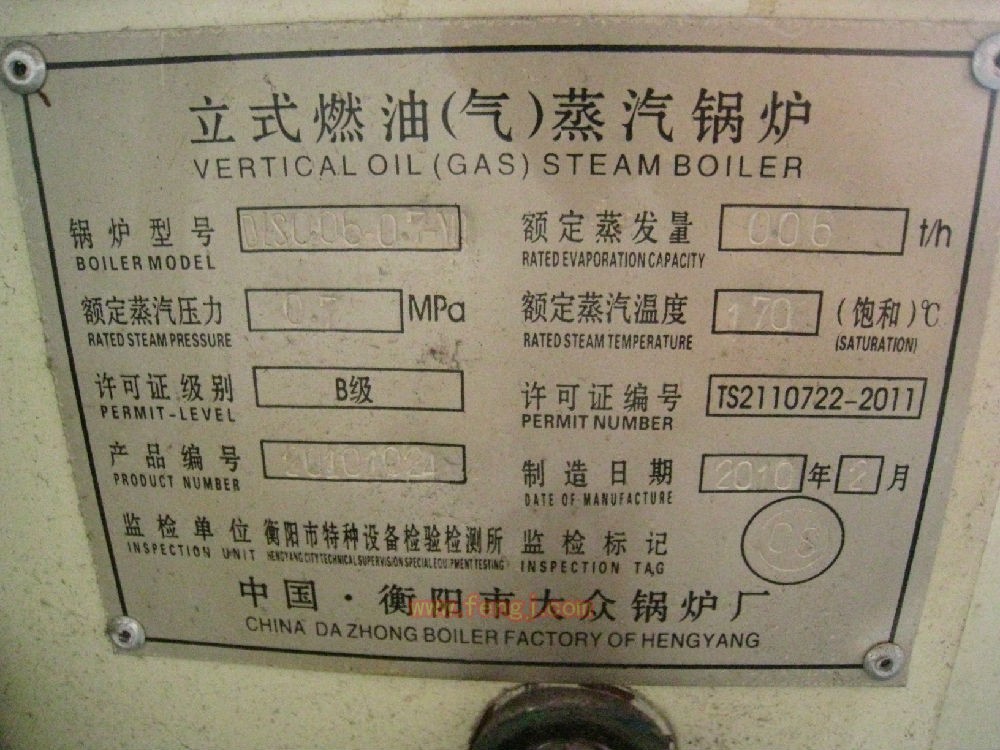 立式燃油(气)蒸汽锅炉
VERTICAL OIL (GAS) STEAM BOILER
锅炉型号
BOILER MODEL
额定蒸发量 006 t/h
RATED EVAPORATION CAPACITY
额定蒸汽压力 0.7 MPa
RATED STEAM PRESSURE
额定蒸汽温度 170 (饱和)℃
RATED STEAM TEMPERATURE (SATURATION)
许可证级别 B级
PERMIT-LEVEL
许可证编号 TS2110722-2011
PERMIT NUMBER
产品编号
PRODUCT NUMBER
制造日期 2010 年 2 月
DATE OF MANUFACTURE
监检单位 衡阳市特种设备检验检测所
INSPECTION UNIT
监检标记
INSPECTION TAG
中国·衡阳市大众锅炉厂
CHINA DA ZHONG BOILER FACTORY OF HENGYANG